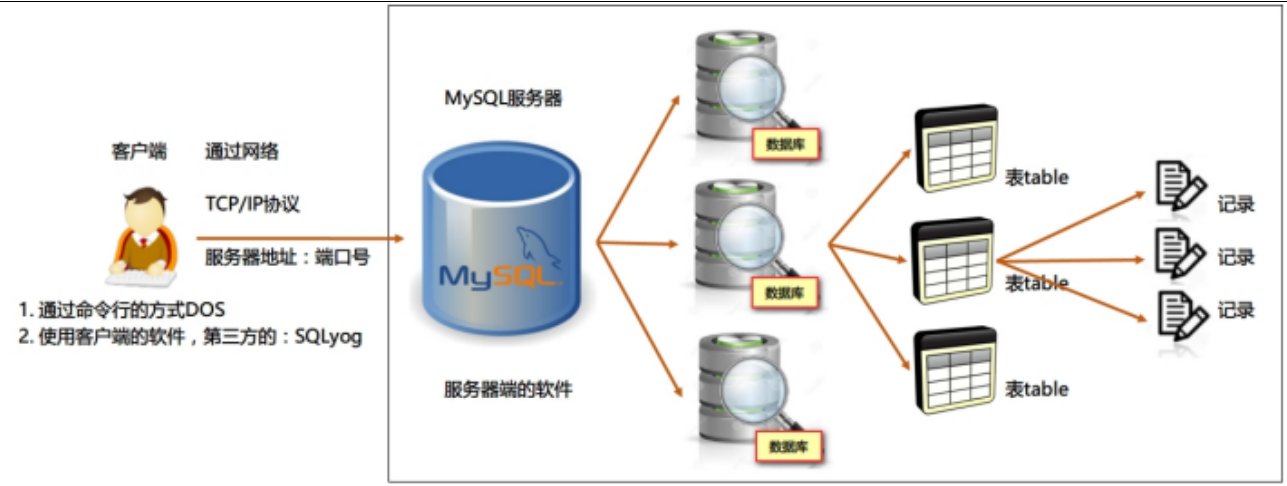 客户端
通过网络
TCP/IP协议
服务器地址：端口号
1. 通过命令行的方式DOS
2. 使用客户端的软件，第三方的：SQLyog
MySQL服务器
MySQL
服务器端的软件
数据库
数据库
数据库
表table
表table
表table
记录
记录
记录